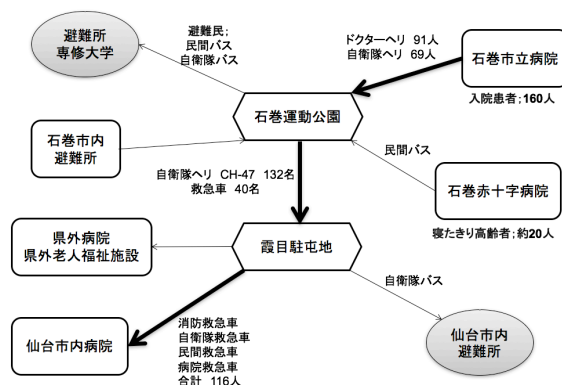 避難所
専修大学
避難民；
民間バス
自衛隊バス
ドクターヘリ 91人
自衛隊ヘリ 69人
石巻市立病院
入院患者；160人
石巻運動公園
石巻市内
避難所
民間バス
自衛隊ヘリ CH-47 132名
救急車 40名
石巻赤十字病院
寝たきり高齢者；約20人
県外病院
県外老人福祉施設
霞目駐屯地
自衛隊バス
仙台市内病院
消防救急車
自衛隊救急車
民間救急車
病院救急車
合計 116人
仙台市内
避難所